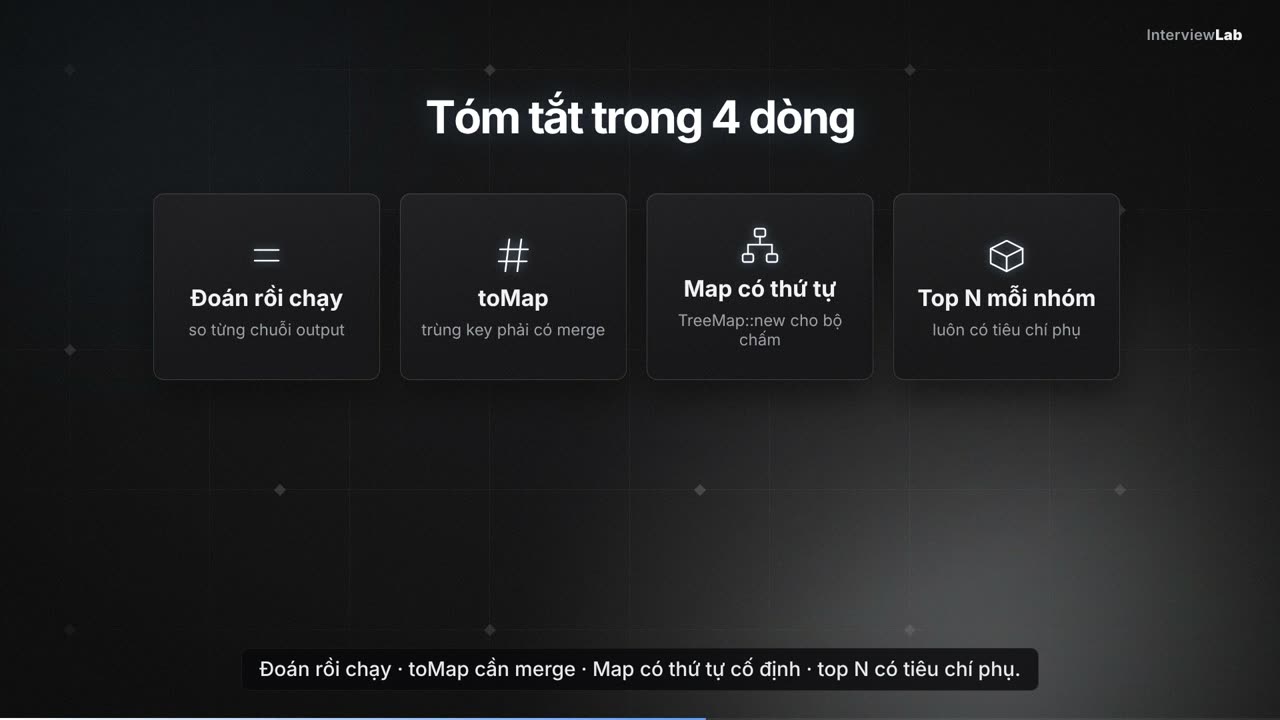 InterviewLab
Tóm tắt trong 4 dòng
Đoán rồi chạy
so từng chuỗi output
toMap
trùng key phải có merge
Map có thứ tự
TreeMap::new cho bộ
chấm
Top N mỗi nhóm
luôn có tiêu chí phụ
Đoán rồi chạy · toMap cần merge · Map có thứ tự cố định · top N có tiêu chí phụ.